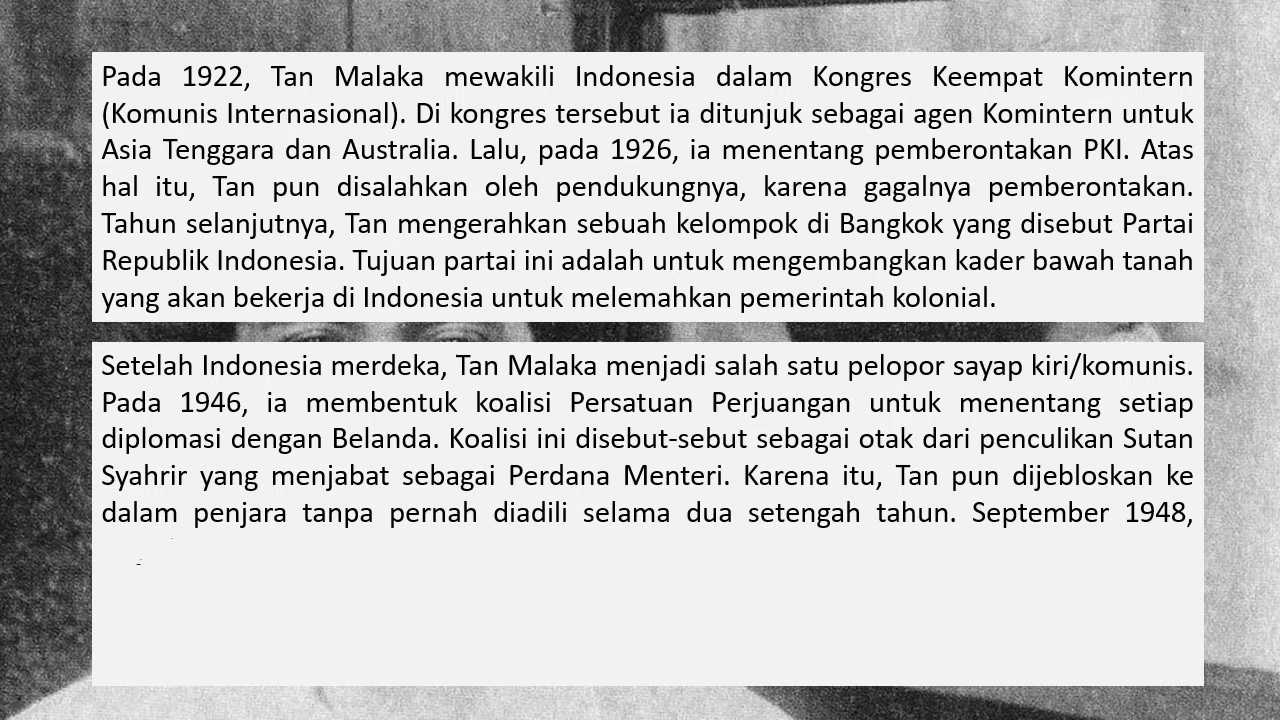 Pada 1922, Tan Malaka mewakili Indonesia dalam Kongres Keempat Komintern
(Komunis Internasional). Di kongres tersebut ia ditunjuk sebagai agen Komintern untuk
Asia Tenggara dan Australia. Lalu, pada 1926, ia menentang pemberontakan PKI. Atas
hal itu, Tan pun disalahkan oleh pendukungnya, karena gagalnya pemberontakan.
Tahun selanjutnya, Tan mengerahkan sebuah kelompok di Bangkok yang disebut Partai
Republik Indonesia. Tujuan partai ini adalah untuk mengembangkan kader bawah tanah
yang akan bekerja di Indonesia untuk melemahkan pemerintah kolonial.
Setelah Indonesia merdeka, Tan Malaka menjadi salah satu pelopor sayap kiri/komunis.
Pada 1946, ia membentuk koalisi Persatuan Perjuangan untuk menentang setiap
diplomasi dengan Belanda. Koalisi ini disebut-sebut sebagai otak dari penculikan Sutan
Syahrir yang menjabat sebagai Perdana Menteri. Karena itu, Tan pun dijebloskan ke
dalam penjara tanpa pernah diadili selama dua setengah tahun. September 1948,